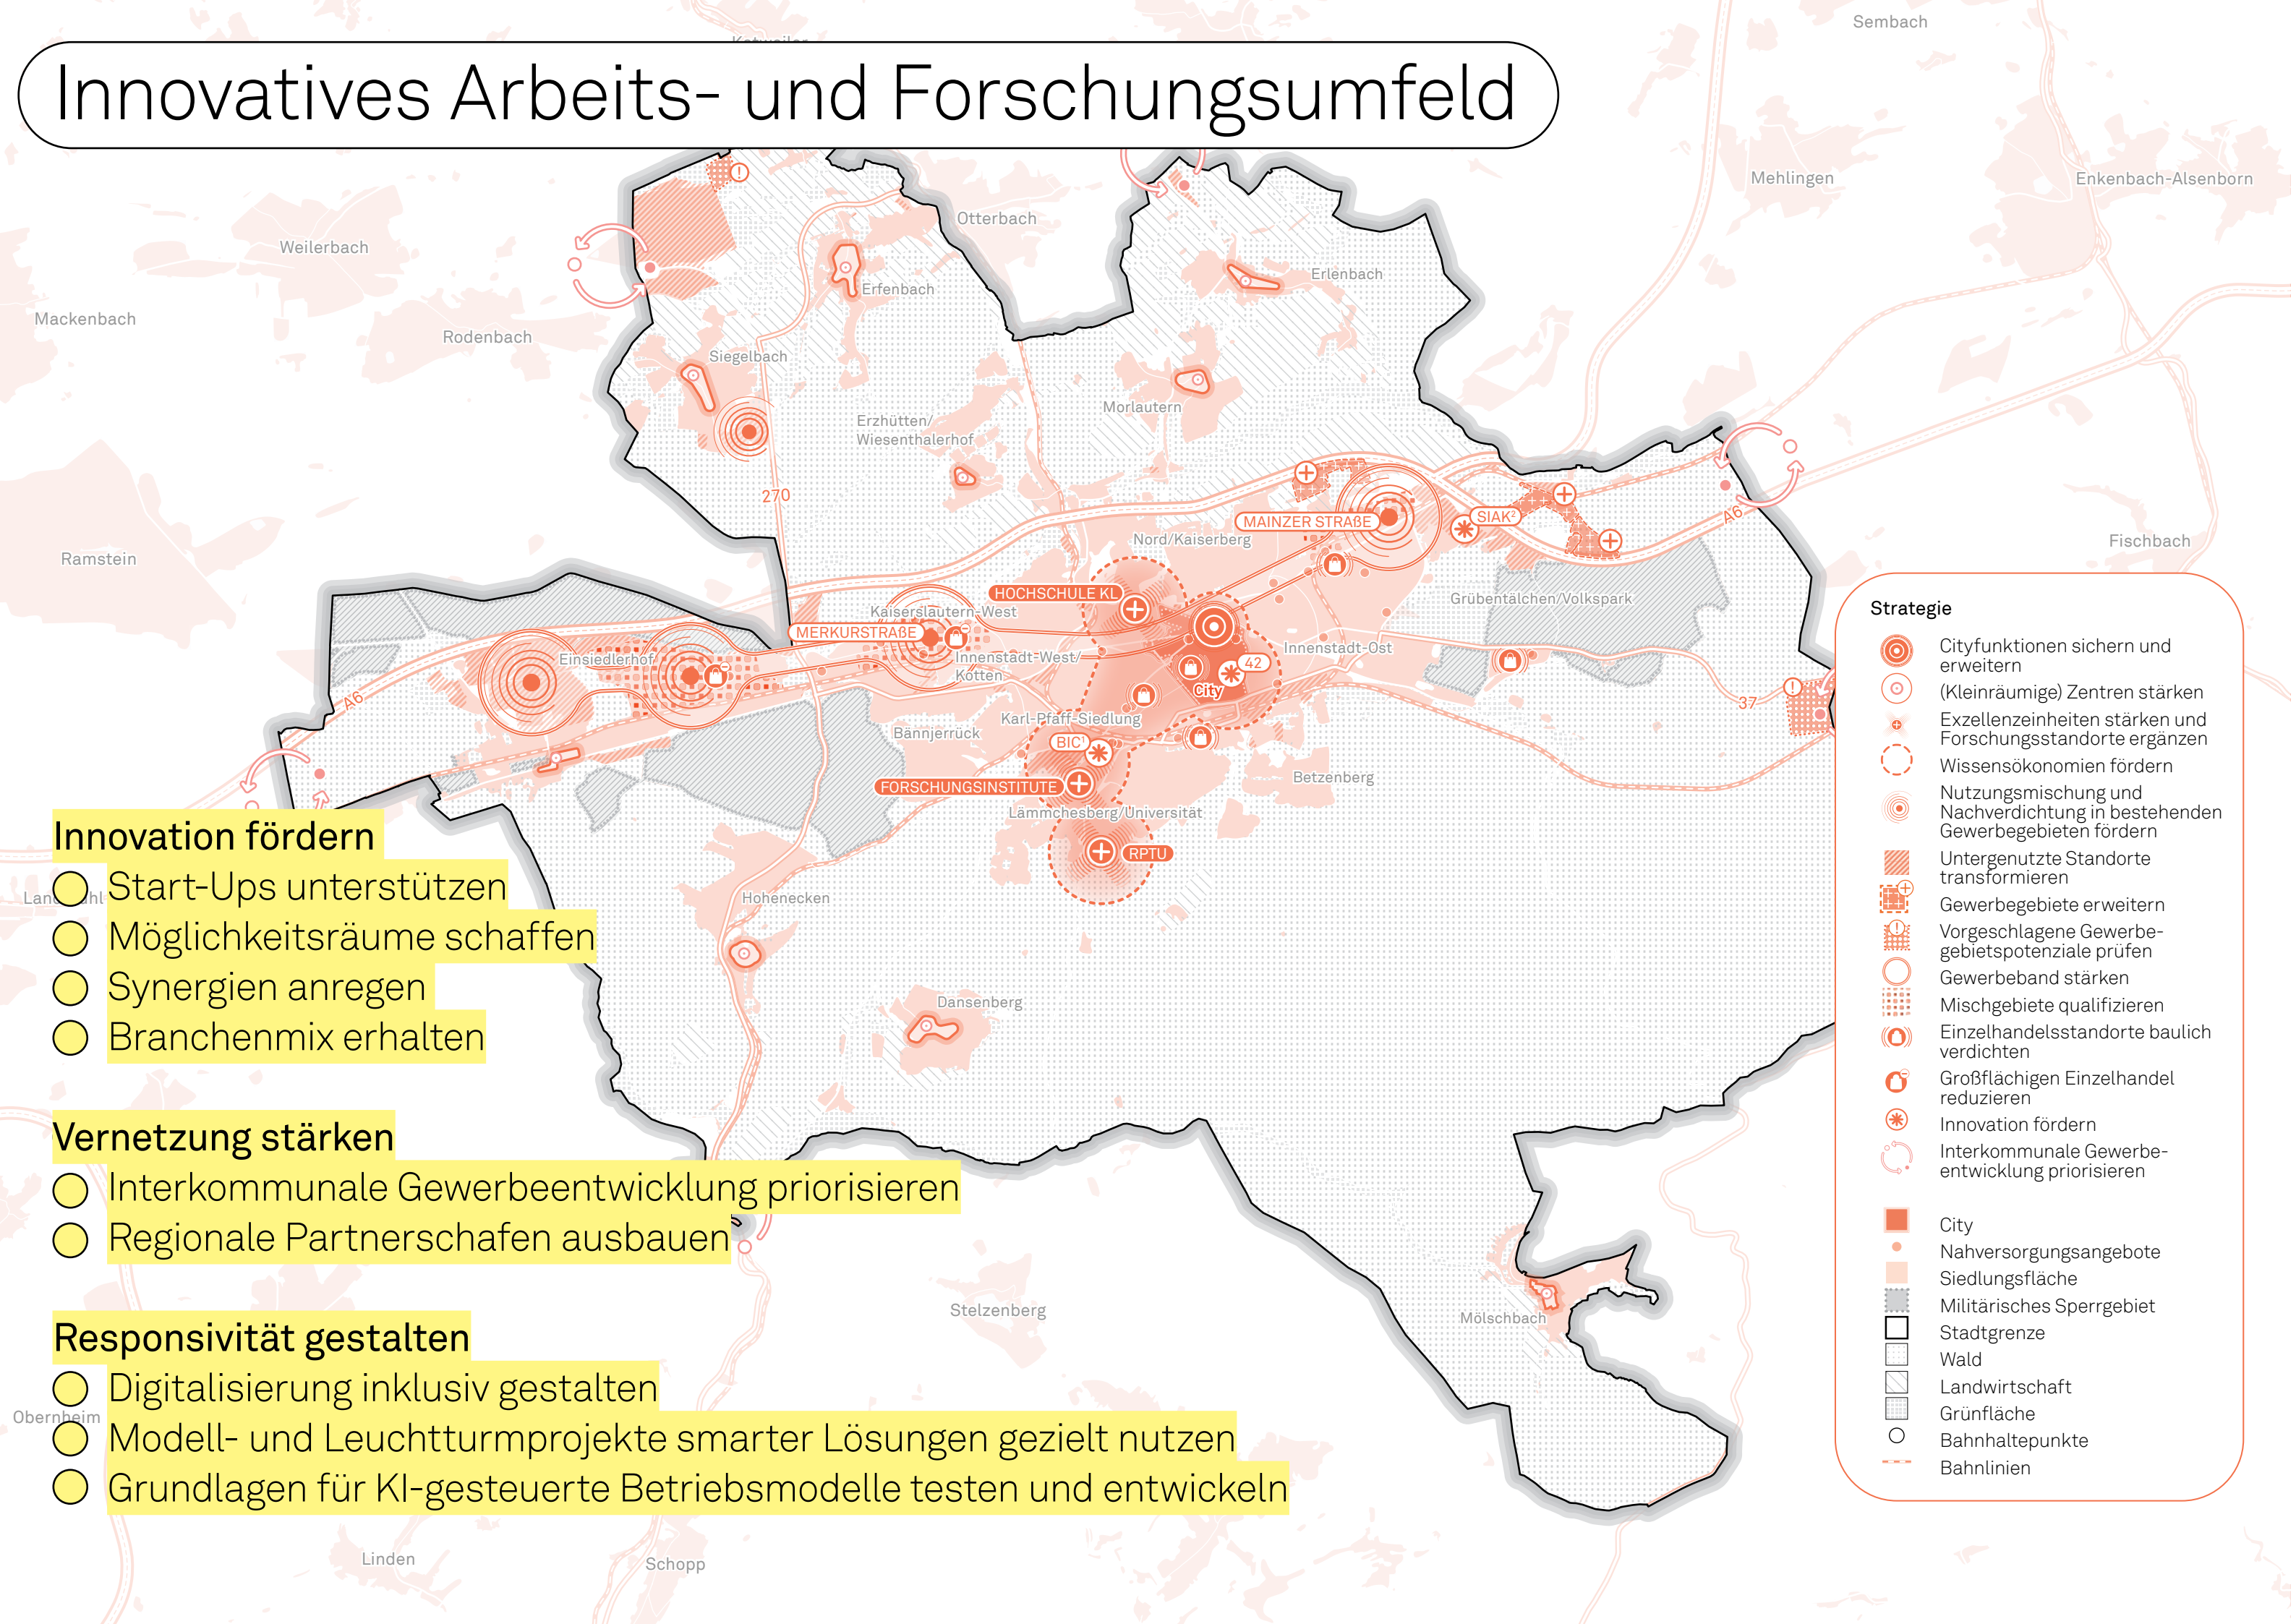 Innovatives Arbeits- und Forschungsumfeld
Sembach
Mehlingen
Enkenbach-Alsenborn
Otterbach
Weilerbach
Erlenbach
Erfenbach
Mackenbach
Rodenbach
Siegelbach
Morlautern
Erzhütten/
Wiesenthalerhof
270
MAINZER STRAßE
SIAK²
A6
Nord/Kaiserberg
Fischbach
Ramstein
HOCHSCHULE KL
Grübentälchen/Volkspark
Kaiserslautern-West
MERKURSTRAßE
Innenstadt-Ost
Einsiedlerhof
Innenstadt-West/
Kotten
42
City
A6
37
Karl-Pfaff-Siedlung
Bännjerrück
BIC¹
Betzenberg
FORSCHUNGSINSTITUTE
Lämmchesberg/Universität
RPTU
Hohenecken
Dansenberg
Stelzenberg
Mölschbach
Obernheim
Linden
Schopp
Innovation fördern
Start-Ups unterstützen
Möglichkeitsräume schaffen
Synergien anregen
Branchenmix erhalten
Vernetzung stärken
Interkommunale Gewerbeentwicklung priorisieren
Regionale Partnerschafen ausbauen
Responsivität gestalten
Digitalisierung inklusiv gestalten
Modell- und Leuchtturmprojekte smarter Lösungen gezielt nutzen
Grundlagen für KI-gesteuerte Betriebsmodelle testen und entwickeln
Strategie
Cityfunktionen sichern und
erweitern
(Kleinräumige) Zentren stärken
Exzellenzeinheiten stärken und
Forschungsstandorte ergänzen
Wissensökonomien fördern
Nutzungsmischung und
Nachverdichtung in bestehenden
Gewerbegebieten fördern
Untergenutzte Standorte
transformieren
Gewerbegebiete erweitern
Vorgeschlagene Gewerbe-
gebietspotenziale prüfen
Gewerbeband stärken
Mischgebiete qualifizieren
Einzelhandelsstandorte baulich
verdichten
Großflächigen Einzelhandel
reduzieren
Innovation fördern
Interkommunale Gewerbe-
entwicklung priorisieren
City
Nahversorgungsangebote
Siedlungsfläche
Militärisches Sperrgebiet
Stadtgrenze
Wald
Landwirtschaft
Grünfläche
Bahnhaltepunkte
Bahnlinien